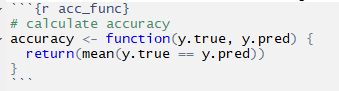 ```{r acc_func}
# calculate accuracy
accuracy <- function(y.true, y.pred) {
  return(mean(y.true == y.pred))
}
```